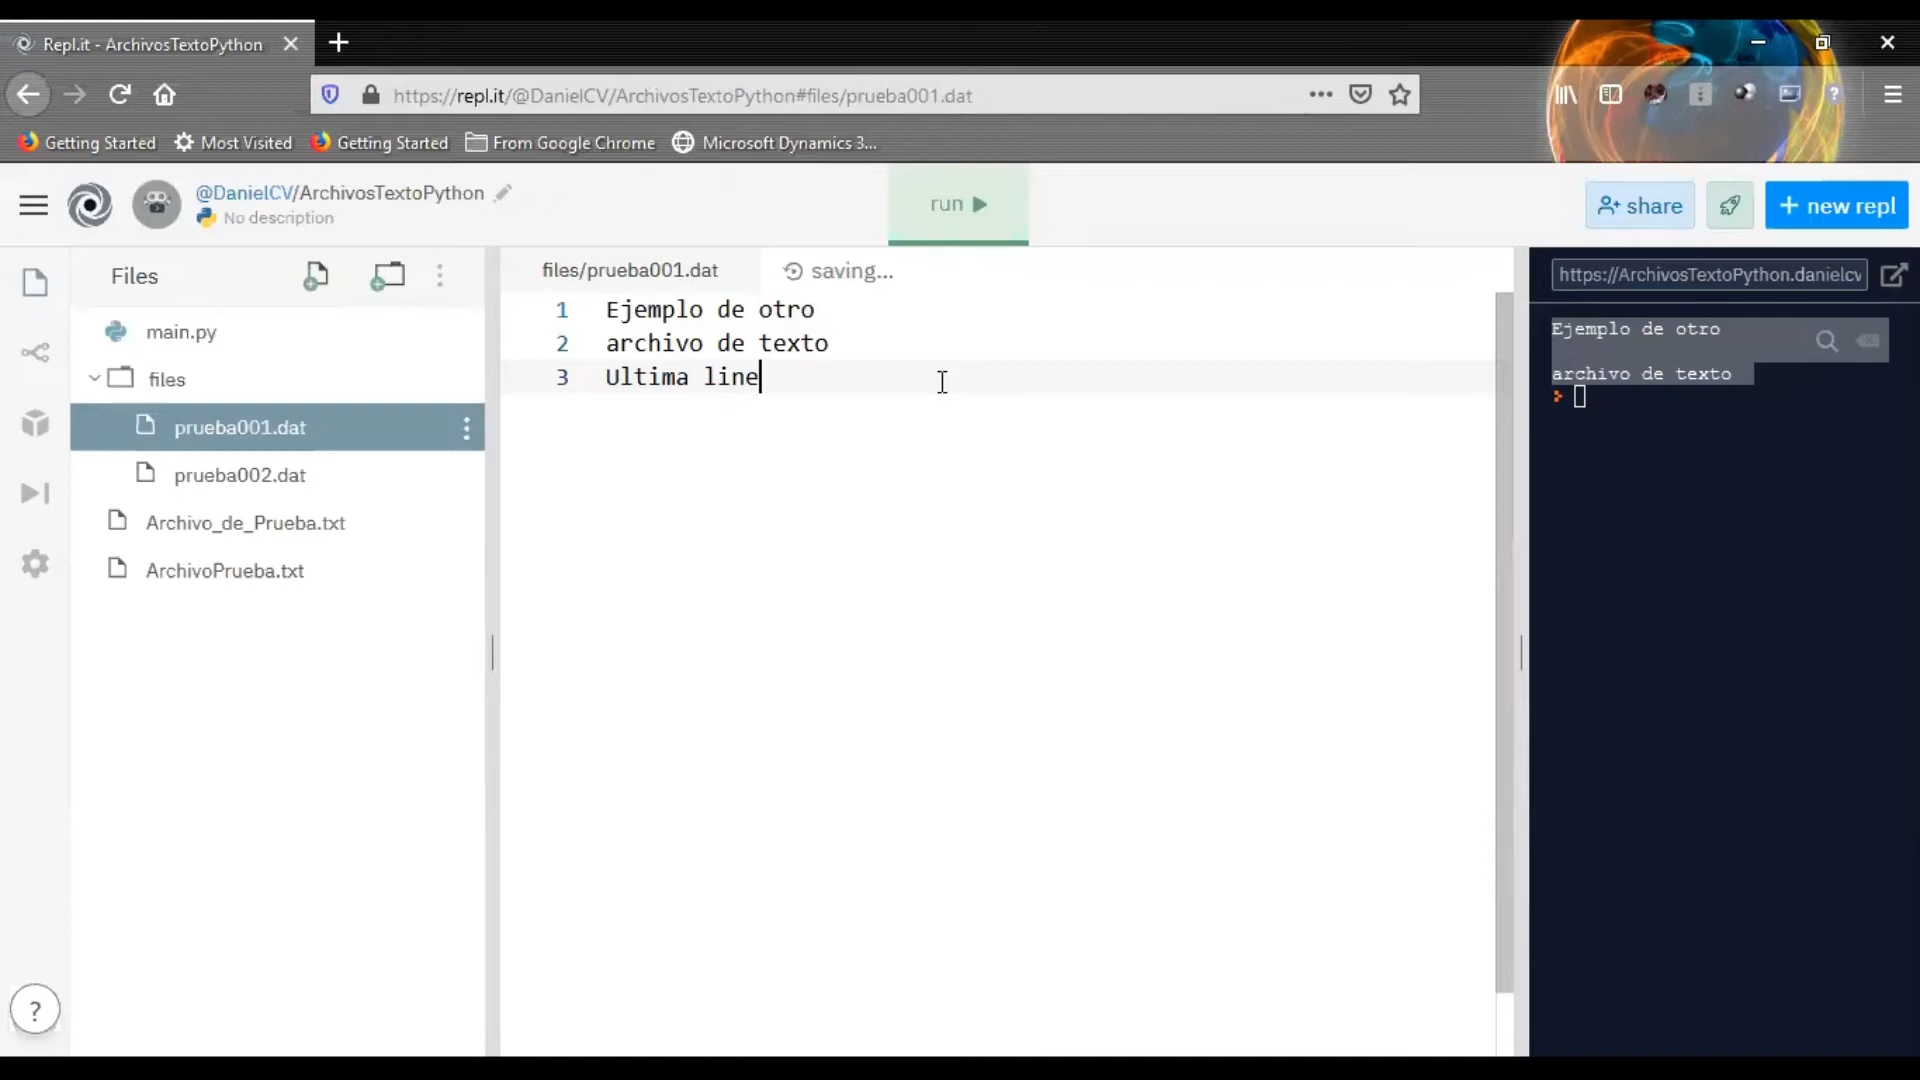 Repl.it - ArchivosTextoPython
https://repl.it/@DanielCV/ArchivosTextoPython#files/prueba001.dat
Getting Started
Most Visited
Getting Started
From Google Chrome
Microsoft Dynamics 3...
@DanielCV/ArchivosTextoPython
No description
run
share
+ new repl
Files
main.py
files
prueba001.dat
prueba002.dat
Archivo_de_Prueba.txt
ArchivoPrueba.txt
?
files/prueba001.dat
saving...
1 Ejemplo de otro
2 archivo de texto
3 Ultima line
https://ArchivosTextoPython.danielcv
Ejemplo de otro
archivo de texto